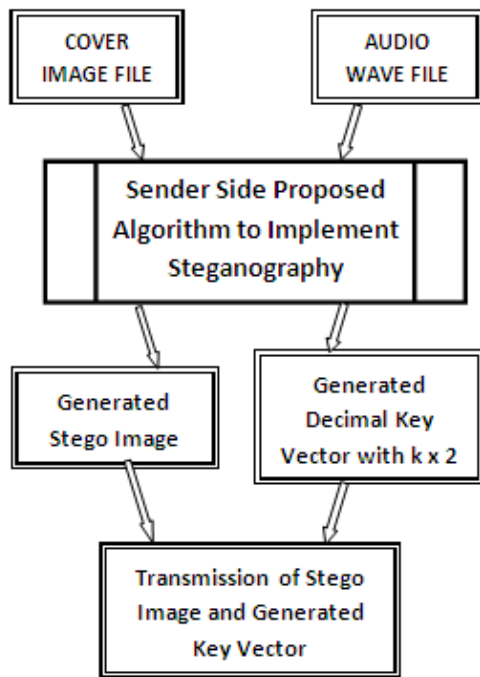 COVER
IMAGE FILE
AUDIO
WAVE FILE
Sender Side Proposed
Algorithm to Implement
Steganography
Generated
Stego Image
Generated
Decimal Key
Vector with k x 2
Transmission of Stego
Image and Generated
Key Vector